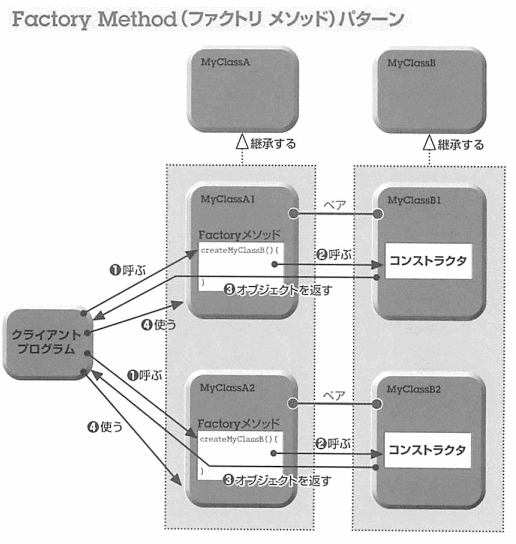 Factory Method(ファクトリ メソッド)パターン
MyClassA
MyClassB
継承する
継承する
MyClassA1
ペア
MyClassB1
Factoryメソッド
createMyClassB(){
}
❶呼ぶ
❷呼ぶ
コンストラクタ
❸オブジェクトを返す
❹使う
クライアント
プログラム
❶呼ぶ
❹使う
MyClassA2
ペア
MyClassB2
Factoryメソッド
createMyClassB(){
}
❷呼ぶ
コンストラクタ
❸オブジェクトを返す